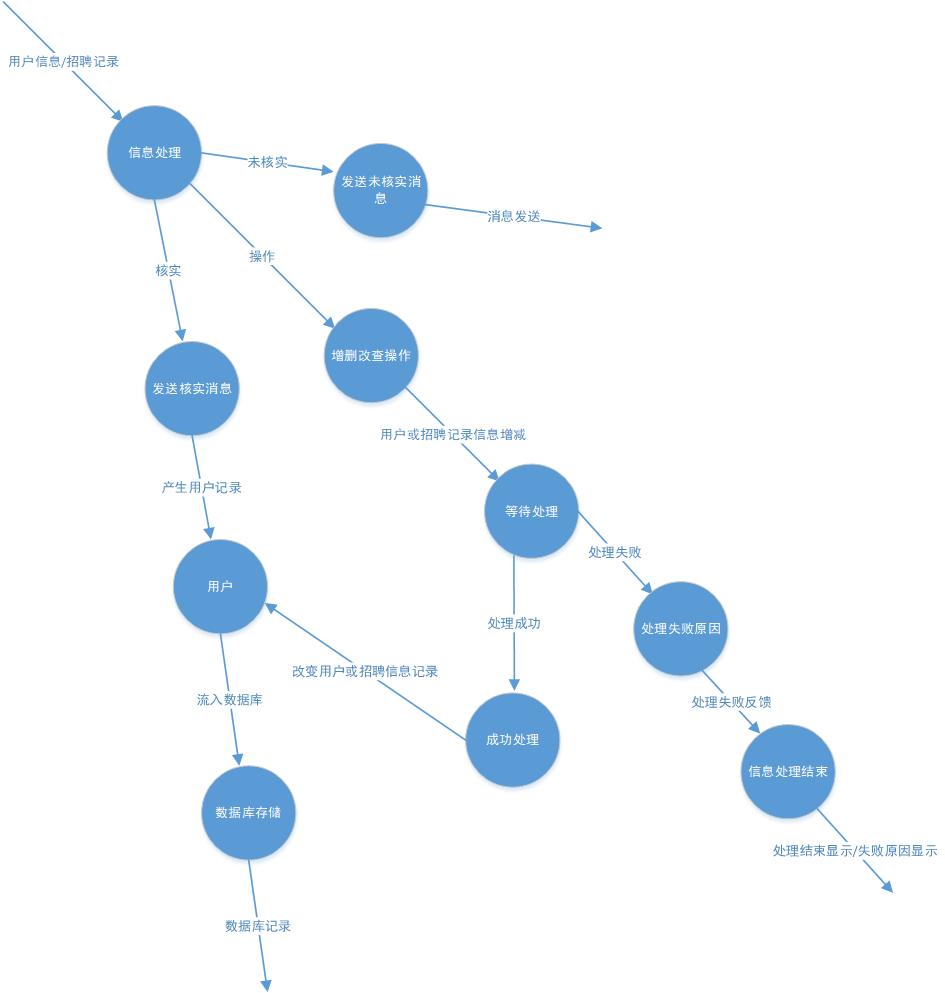 用户信息/招聘记录
信息处理
未核实
发送未核实消
息
消息发送
操作
核实
增删改查操作
发送核实消息
用户或招聘记录信息增减
产生用户记录
等待处理
处理失败
用户
处理成功
处理失败原因
改变用户或招聘信息记录
流入数据库
处理失败反馈
成功处理
信息处理结束
数据库存储
处理结束显示/失败原因显示
数据库记录